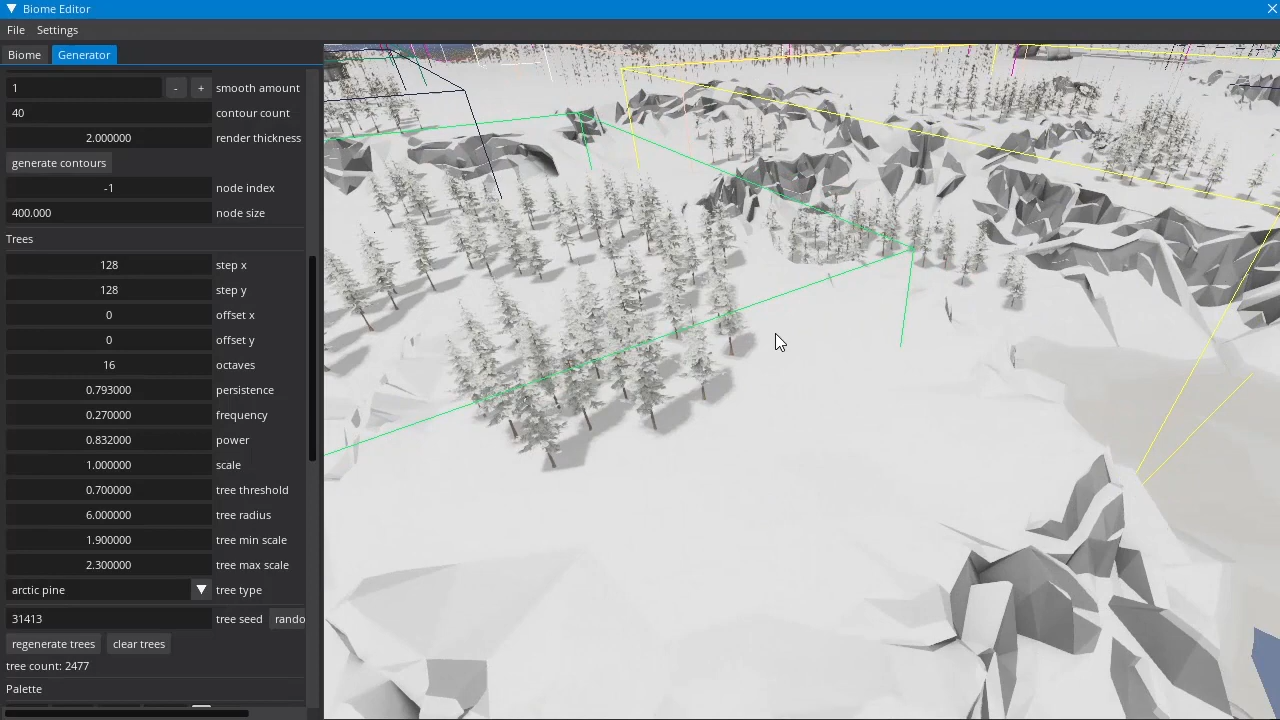 Biome Editor
File Settings
Biome Generator
1 - + smooth amount
40 contour count
2.000000 render thickness
generate contours
-1 node index
400.000 node size
Trees
128 step x
128 step y
0 offset x
0 offset y
16 octaves
0.793000 persistence
0.270000 frequency
0.832000 power
1.000000 scale
0.700000 tree threshold
6.000000 tree radius
1.900000 tree min scale
2.300000 tree max scale
arctic pine tree type
31413 tree seed rando
regenerate trees clear trees
tree count: 2477
Palette